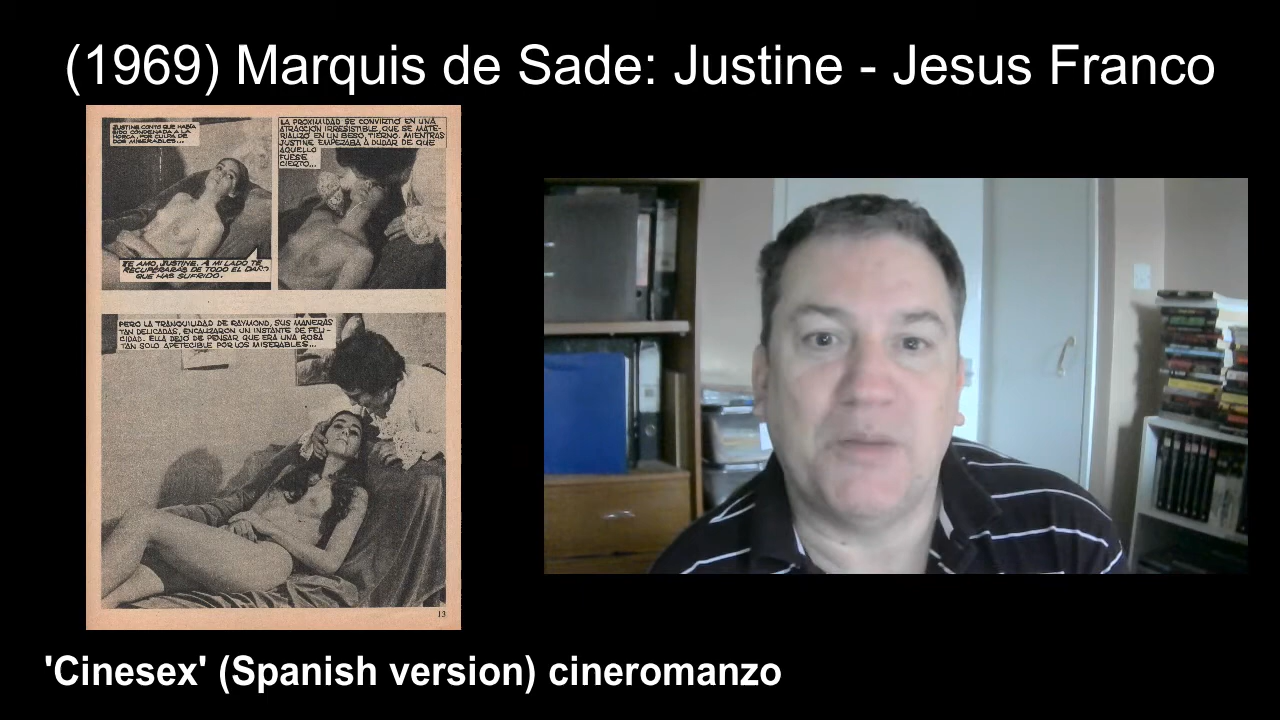 (1969) Marquis de Sade: Justine - Jesus Franco
JUSTINE CONTÓ QUE HABÍA
SIDO CONDENADA A LA
HORCA, POR CULPA DE
DOS MISERABLES...
TE AMO, JUSTINE. A MI LADO TE
RECUPERARÁS DE TODO EL DAÑO
QUE HAS SUFRIDO.
LA PROXIMIDAD SE CONVIRTIÓ EN UNA
ATRACCIÓN IRRESISTIBLE, QUE SE MATE-
RIALIZÓ EN UN BESO, TIERNO. MIENTRAS
JUSTINE EMPEZABA A DUDAR DE QUE
AQUELLO
FUESE
CIERTO...
PERO LA TRANQUILIDAD DE RAYMOND, SUS MANERAS
TAN DELICADAS, ENCAUZARON UN INSTANTE DE FELI-
CIDAD. ELLA DEJÓ DE PENSAR QUE ERA UNA ROSA
TAN SOLO APETECIBLE POR LOS MISERABLES...
13
'Cinesex' (Spanish version) cineromanzo